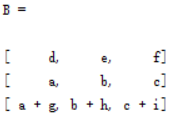 B =
[     d,     e,     f]
[     a,     b,     c]
[ a + g, b + h, c + i]